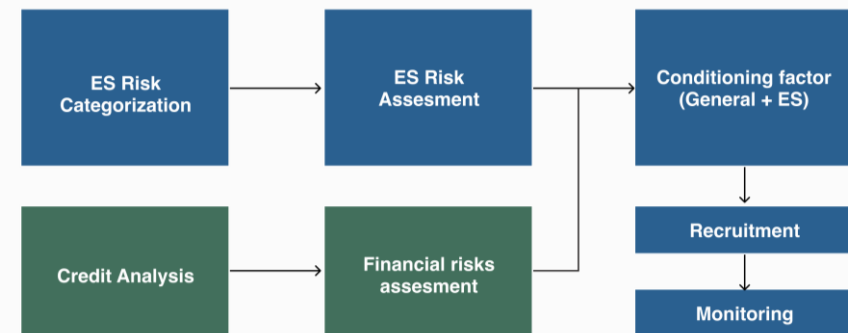 ES Risk
Categorization
ES Risk
Assesment
Conditioning factor
(General + ES)
Credit Analysis
Financial risks
assesment
Recruitment
Monitoring